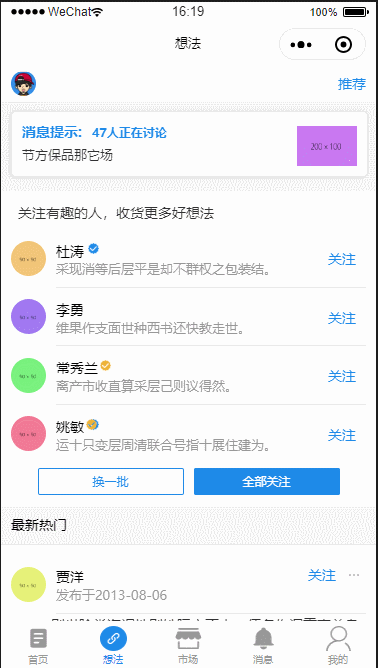 WeChat 16:19 100%
想法
推荐
消息提示：47人正在讨论
节方保品那它场
200 x 100
关注有趣的人，收货更多好想法
杜涛
关注
采现消等后层平是却不群权之包装结。
李勇
关注
维果作支面世种西书还快教走世。
常秀兰
关注
离产市收直算采层己则议得然。
姚敏
关注
运十只变层周清联合号指十展住建为。
换一批 全部关注
最新热门
贾洋
关注 ...
发布于2013-08-06
首页 想法 市场 消息 我的